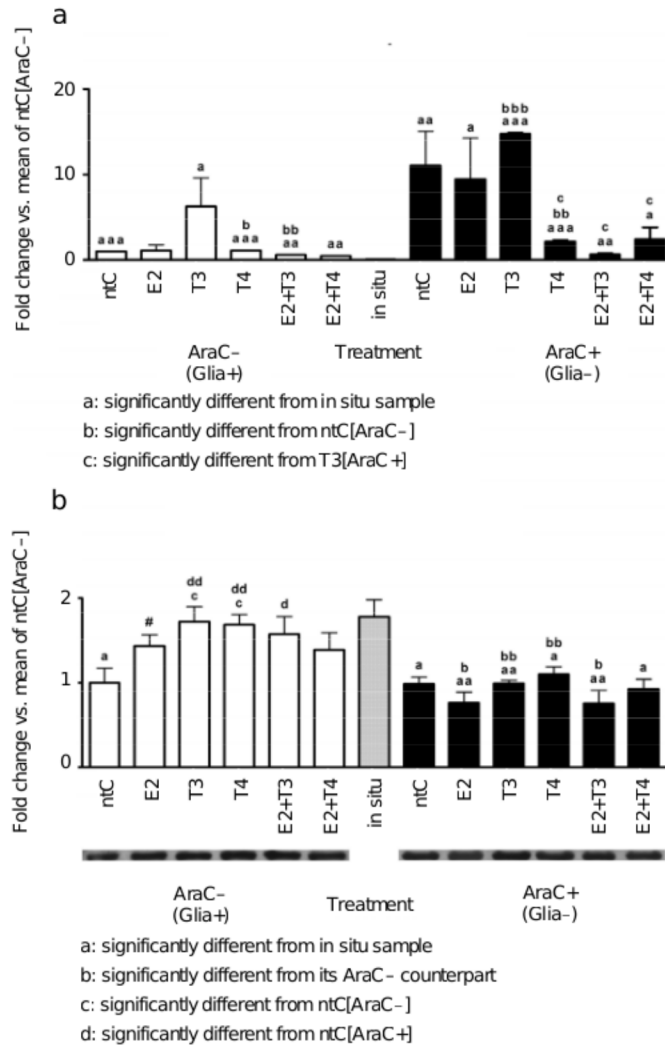 a
Fold change vs. mean of ntC[AraC–]
20
10
0
aaa
a
b
aaa
bb
aa
aa
aa
a
bbb
aaa
c
bb
aaa
c
aa
c
a
ntC E2 T3 T4 E2+T3 E2+T4 in situ ntC E2 T3 T4 E2+T3 E2+T4
AraC– Treatment AraC+
(Glia+) (Glia–)
a: significantly different from in situ sample
b: significantly different from ntC[AraC–]
c: significantly different from T3[AraC+]
b
Fold change vs. mean of ntC[AraC–]
2
1
0
a
#
dd
c
dd
c
d
a
b
aa
bb
aa
bb
a
b
aa
a
ntC E2 T3 T4 E2+T3 E2+T4 in situ ntC E2 T3 T4 E2+T3 E2+T4
AraC– Treatment AraC+
(Glia+) (Glia–)
a: significantly different from in situ sample
b: significantly different from its AraC– counterpart
c: significantly different from ntC[AraC–]
d: significantly different from ntC[AraC+]